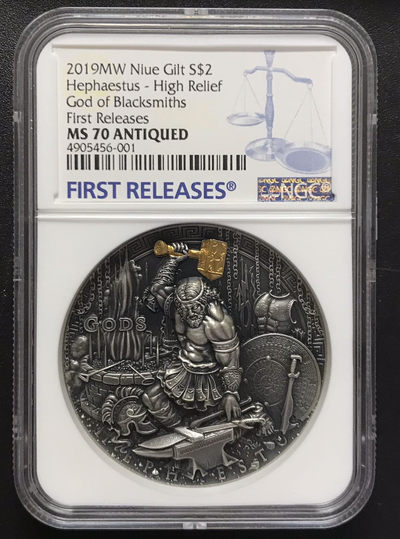 2019MW Niue Gilt S$2
Hephaestus - High Relief
God of Blacksmiths
First Releases
MS 70 ANTIQUED
4905456-001
FIRST RELEASES®
NGC
GODS
HEPHAESTUS